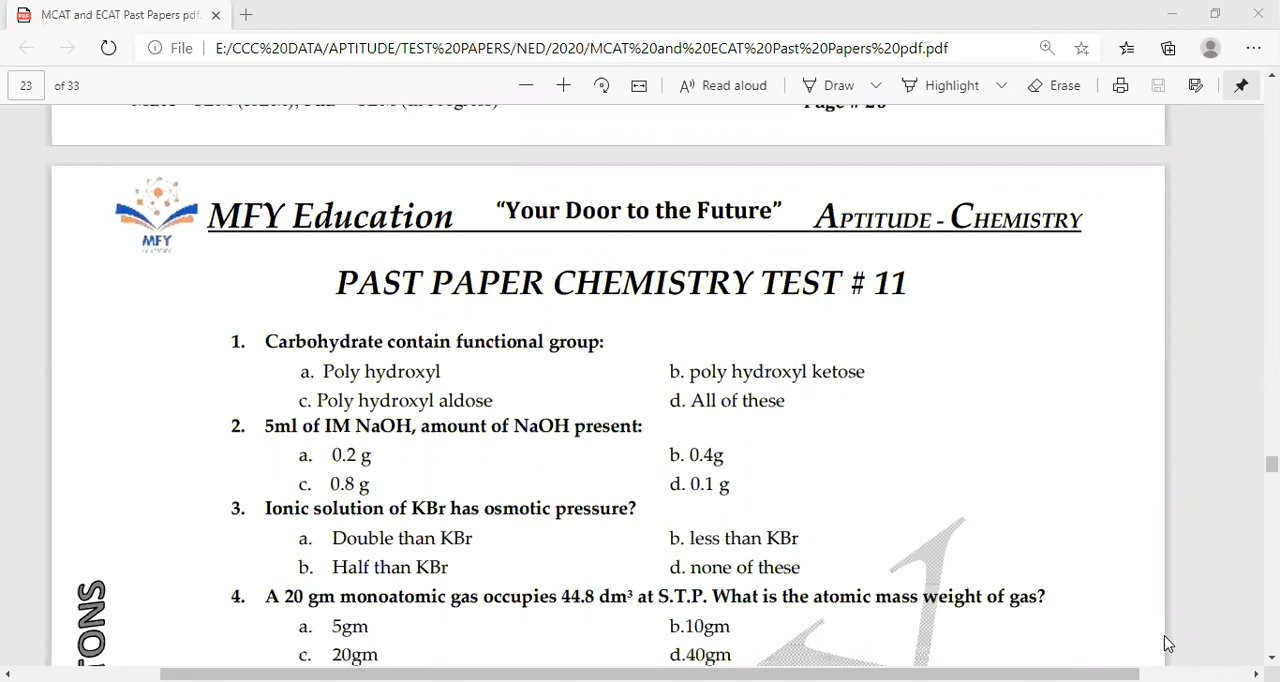 MCAT and ECAT Past Papers pdf.
File E:/CCC%20DATA/APTITUDE/TEST%20PAPERS/NED/2020/MCAT%20and%20ECAT%20Past%20Papers%20pdf.pdf
23 of 33 Read aloud Draw Highlight Erase
Page # 20
MFY Education "Your Door to the Future" APTITUDE - CHEMISTRY
MFY
PAST PAPER CHEMISTRY TEST # 11
1. Carbohydrate contain functional group:
a. Poly hydroxyl b. poly hydroxyl ketose
c. Poly hydroxyl aldose d. All of these
2. 5ml of IM NaOH, amount of NaOH present:
a. 0.2 g b. 0.4g
c. 0.8 g d. 0.1 g
3. Ionic solution of KBr has osmotic pressure?
a. Double than KBr b. less than KBr
b. Half than KBr d. none of these
4. A 20 gm monoatomic gas occupies 44.8 dm³ at S.T.P. What is the atomic mass weight of gas?
a. 5gm b.10gm
c. 20gm d.40gm